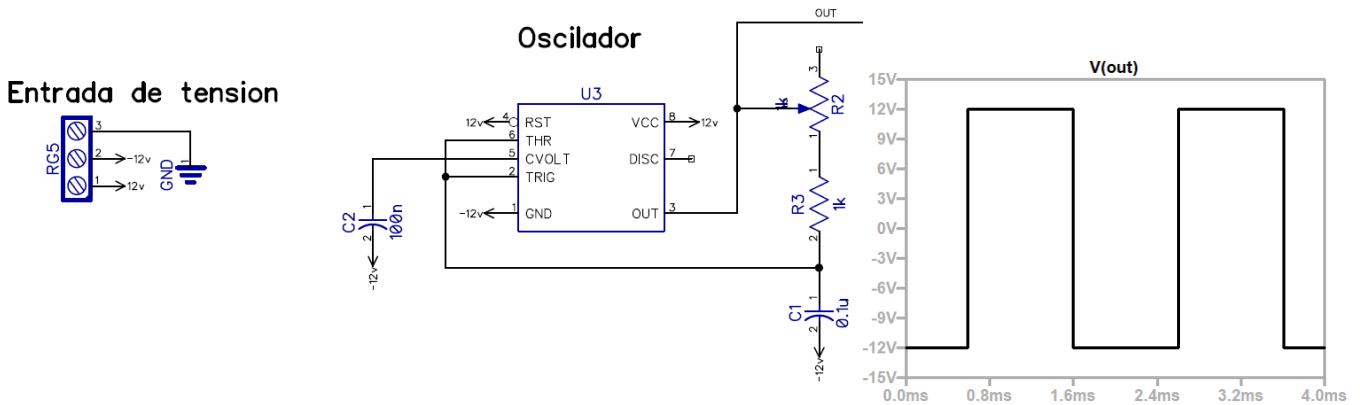 Entrada de tension
RG5
3
2
1
-12v
12v
GND
1
Oscilador
U3
12v
4
RST
6
THR
5
CVOLT
2
TRIG
-12v
1
GND
VCC
8
12v
DISC
7
OUT
3
C2
100n
1
2
-12v
OUT
3
R2
1
1
R3
1k
2
C1
0.1u
1
2
-12v
V(out)
15V
12V
9V
6V
3V
0V
-3V
-6V
-9V
-12V
-15V
0.0ms 0.8ms 1.6ms 2.4ms 3.2ms 4.0ms